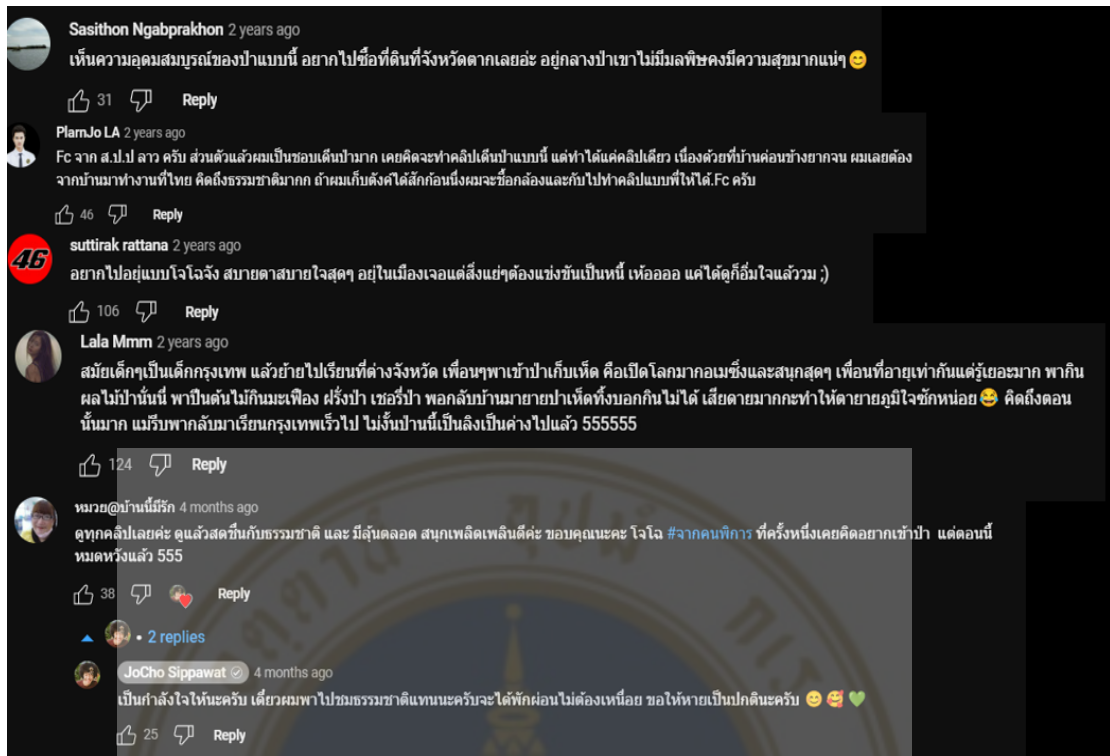 Sasithon Ngabprakhon 2 years ago
เห็นความอุดมสมบูรณ์ของป่าแบบนี้ อยากไปซื้อที่ดินที่จังหวัดตากเลยอ่ะ อยู่กลางป่าเขาไม่มีมลพิษคงมีความสุขมากแน่ๆ😊
31 Reply
PlarnJo LA 2 years ago
Fc จาก ส.ป.ป ลาว ครับ ส่วนตัวแล้วผมเป็นชอบเดินป่ามาก เคยคิดจะทำคลิปเดินป่าแบบนี้ แต่ทำได้แค่คลิปเดียว เนื่องด้วยที่บ้านค่อนช้างยากจน ผมเลยต้อง
จากบ้านมาทำงานที่ไทย คิดถึงธรรมชาติมากก ถ้าผมเก็บตังค์ได้สักก้อนนึ่งผมจะชื้อกล้องและกับไปทำคลิปแบบพี่ให้ได้.Fc ครับ
46 Reply
46
suttirak rattana 2 years ago
อยากไปอยู่แบบโจโฉจัง สบายตาสบายใจสุดๆ อยู่ในเมืองเจอแต่สิ่งแย่ๆต้องแข่งขันเป็นหนี้ เห้ออออ แค่ได้ดูก็อิ่มใจแล้ววม ;)
106 Reply
Lala Mmm 2 years ago
สมัยเด็กๆเป็นเด็กกรุงเทพ แล้วย้ายไปเรียนที่ต่างจังหวัด เพื่อนๆพาเข้าป่าเก็บเห็ด คือเปิดโลกมากอเมซิ่งและสนุกสุดๆ เพื่อนที่อายุเท่ากันแต่รู้เยอะมาก พากิน
ผลไม้ป่านั่นนี่ พาปีนต้นไม้กินมะเฟือง ฝรั่งป่า เชอรี่ป่า พอกลับบ้านมายายปาเห็ดทิ้งบอกกินไม่ได้ เสียดายมากกะทำให้ตายายภูมิใจซักหน่อย😂 คิดถึงตอน
นั้นมาก แม่รีบพากลับมาเรียนกรุงเทพเร็วไป ไม่งั้นป่านนี้เป็นลิงเป็นค่างไปแล้ว 555555
124 Reply
หมวย@บ้านนี้มีรัก 4 months ago
ดูทุกคลิปเลยค่ะ ดูแล้วสดชื่นกับธรรมชาติ และ มีลุ้นตลอด สนุกเพลิดเพลินดีค่ะ ขอบคุณนะคะ โจโฉ #จากคนพิการ ที่ครั้งหนึ่งเคยคิดอยากเข้าป่า แต่ตอนนี้
หมดหวังแล้ว 555
38 Reply
• 2 replies
JoCho Sippawat 4 months ago
เป็นกำลังใจให้นะครับ เดี๋ยวผมพาไปชมธรรมชาติแทนนะครับจะได้พักผ่อนไม่ต้องเหนื่อย ขอให้หายเป็นปกตินะครับ 😊🥰💚
25 Reply